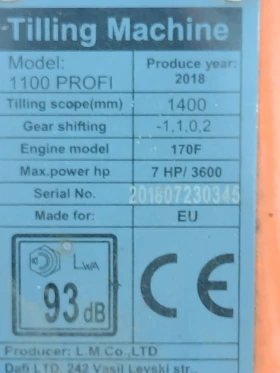 Tilling Machine
Model: 1100 PROFI
Produce year: 2018
Tilling scope(mm) 1400
Gear shifting -1,1,0,2
Engine model 170F
Max.power hp 7 HP/ 3600
Serial No. 201807230345
Made for: EU
LWA
93 dB
CE
Producer: L.M Co.,LTD
Dafi LTD, 242 Vasil Levski str.,